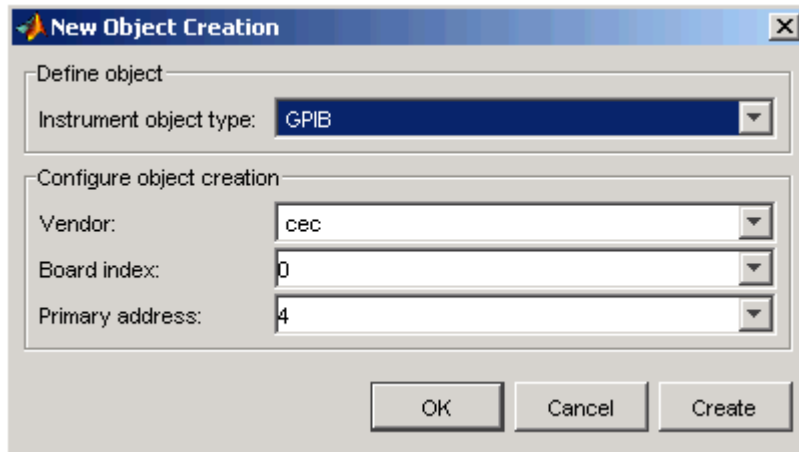 New Object Creation
Define object
Instrument object type: GPIB
Configure object creation
Vendor: cec
Board index: 0
Primary address: 4
OK Cancel Create